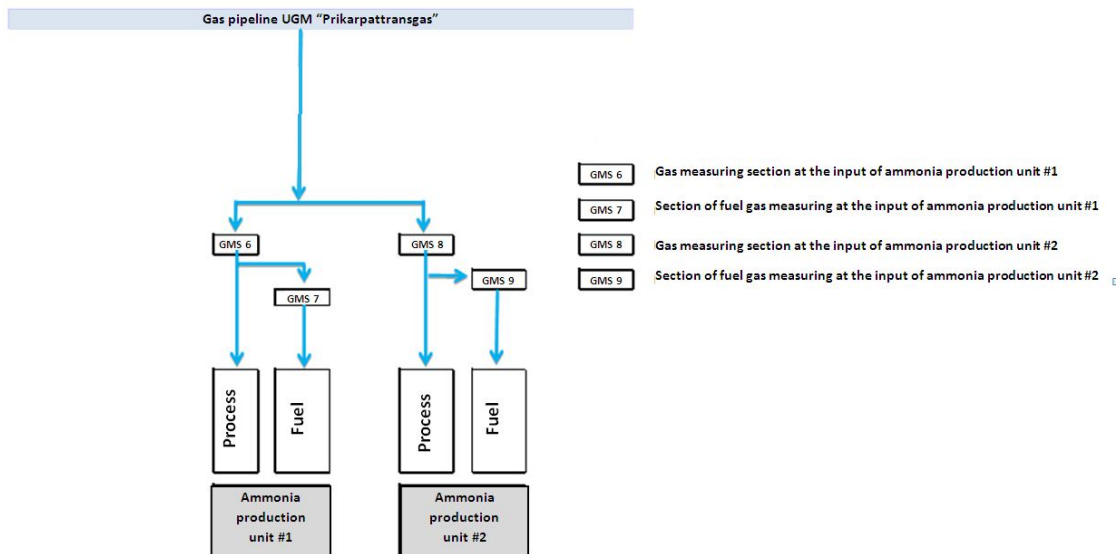 Gas pipeline UGM “Prikarpattransgas”
GMS 6
Gas measuring section at the input of ammonia production unit #1
GMS 7
Section of fuel gas measuring at the input of ammonia production unit #1
GMS 8
Gas measuring section at the input of ammonia production unit #2
GMS 9
Section of fuel gas measuring at the input of ammonia production unit #2
GMS 6
GMS 8
GMS 7
GMS 9
Process
Fuel
Process
Fuel
Ammonia
production
unit #1
Ammonia
production
unit #2